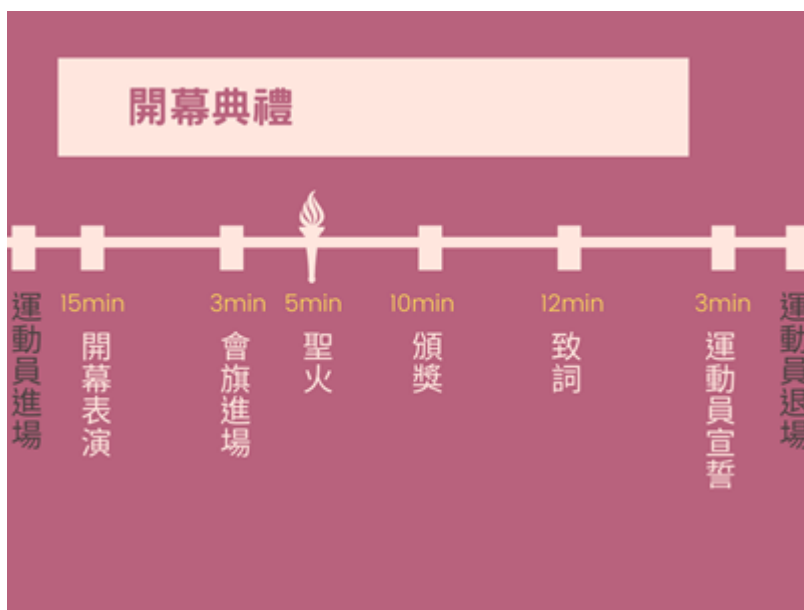 開幕典禮
運動員進場
15min
開幕表演
3min
會旗進場
5min
聖火
10min
頒獎
12min
致詞
3min
運動員宣誓
運動員退場